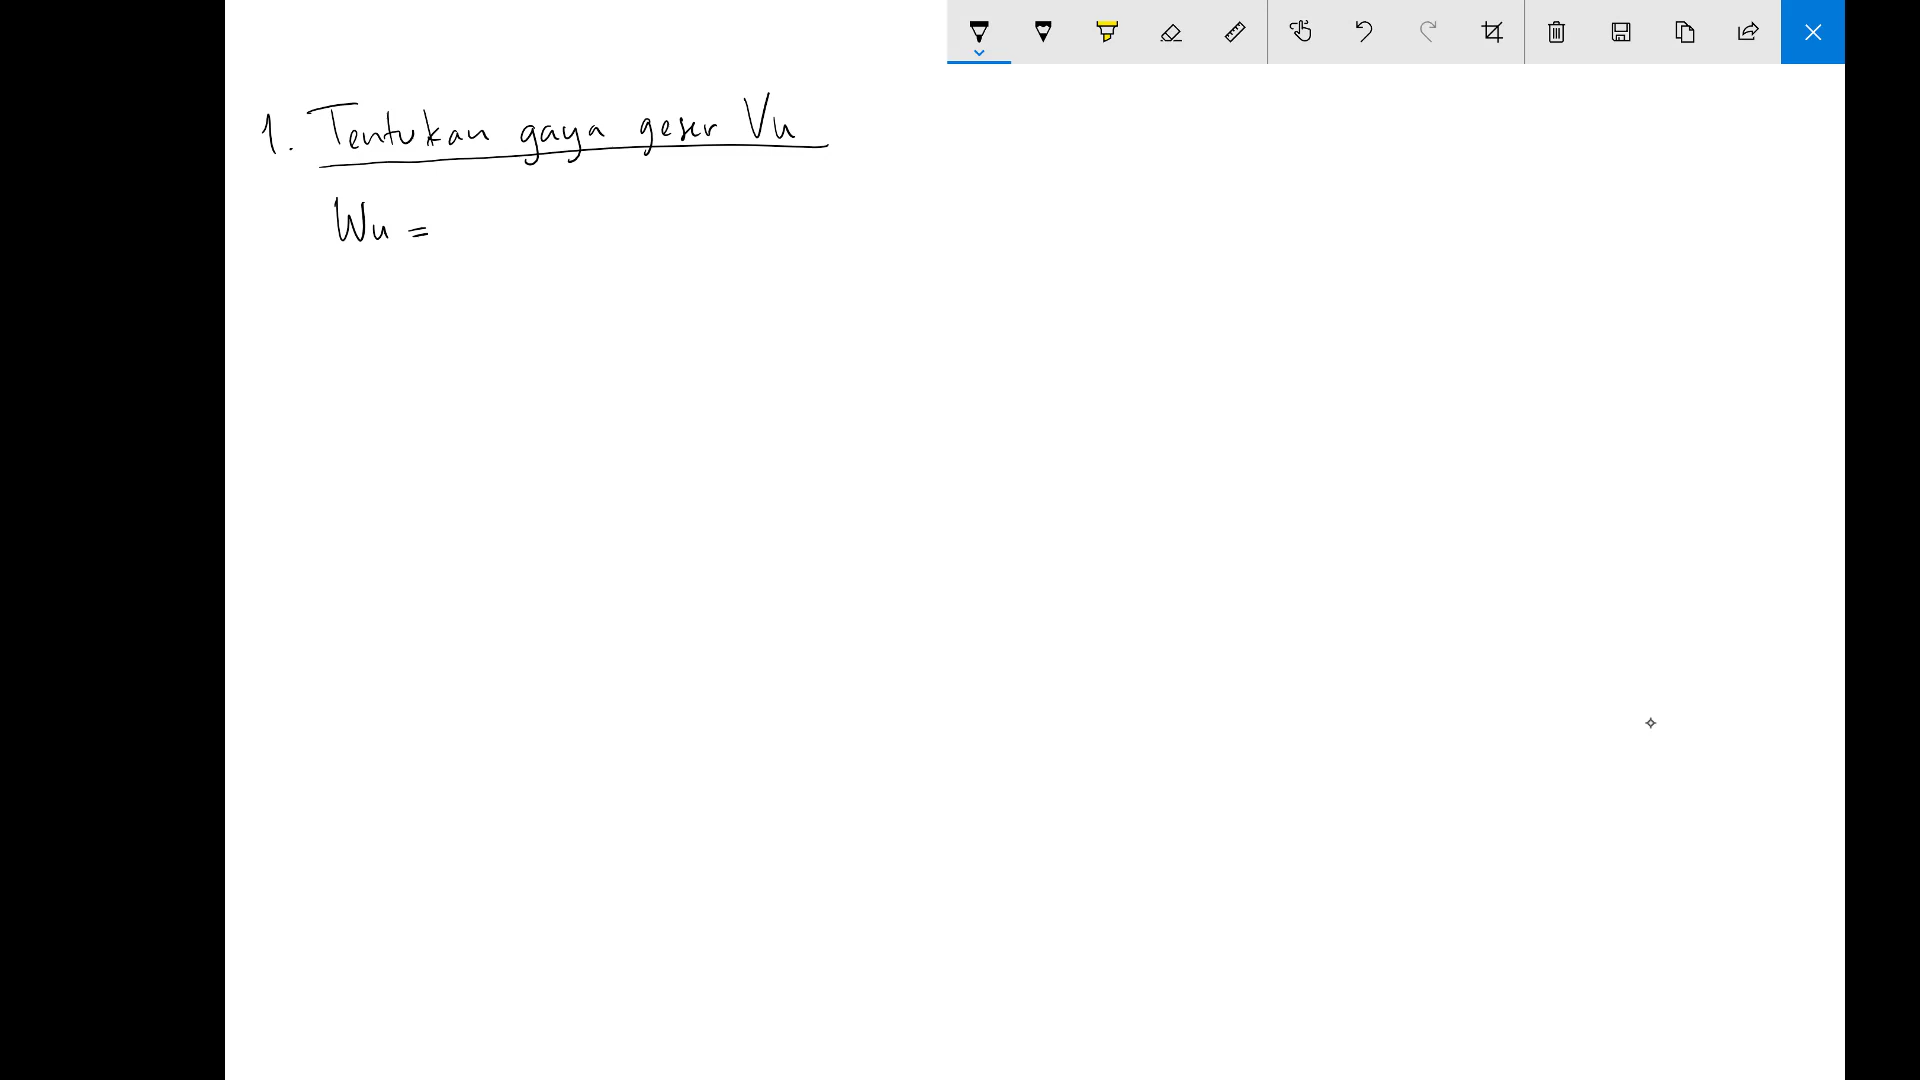 1. Tentukan gaya geser Vu
Wu =